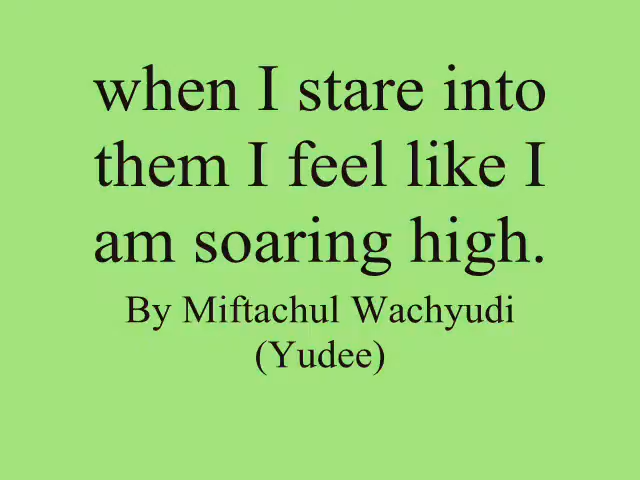 when I stare into
them I feel like I
am soaring high.
By Miftachul Wachyudi
(Yudee)